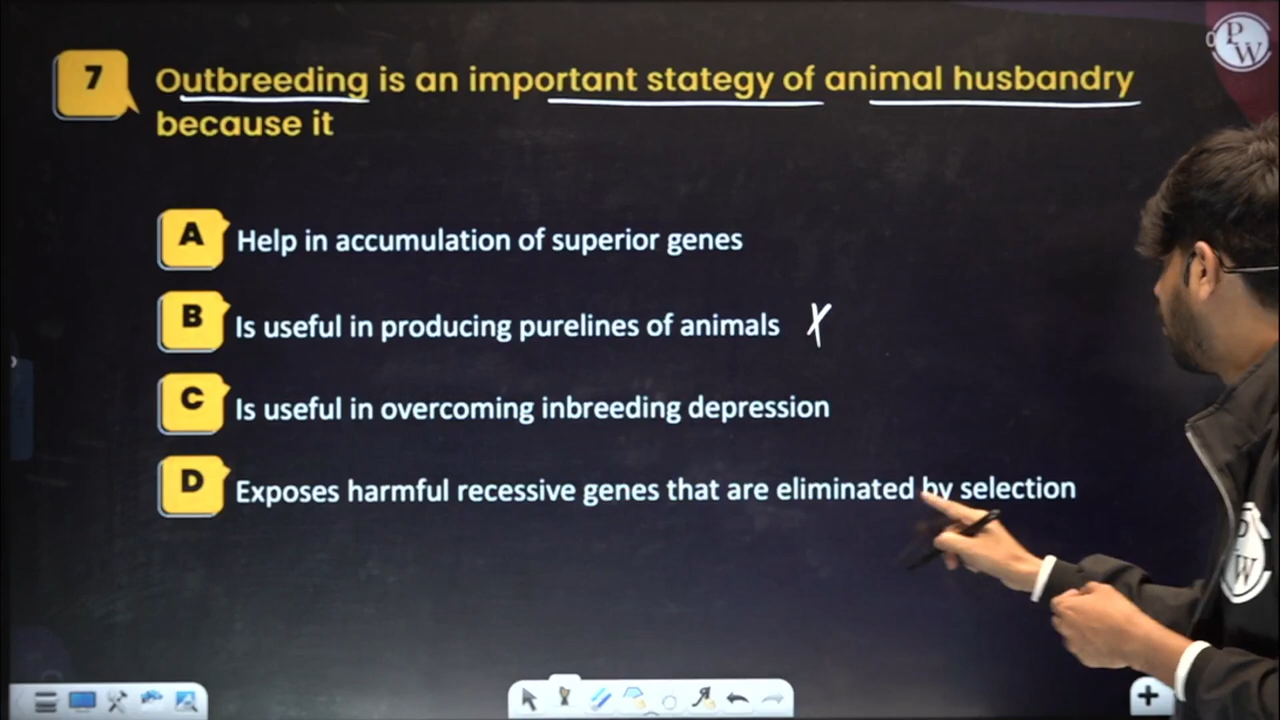 7
Outbreeding is an important stategy of animal husbandry
because it
A Help in accumulation of superior genes
B Is useful in producing purelines of animals X
C Is useful in overcoming inbreeding depression
D Exposes harmful recessive genes that are eliminated by selection
PW
W